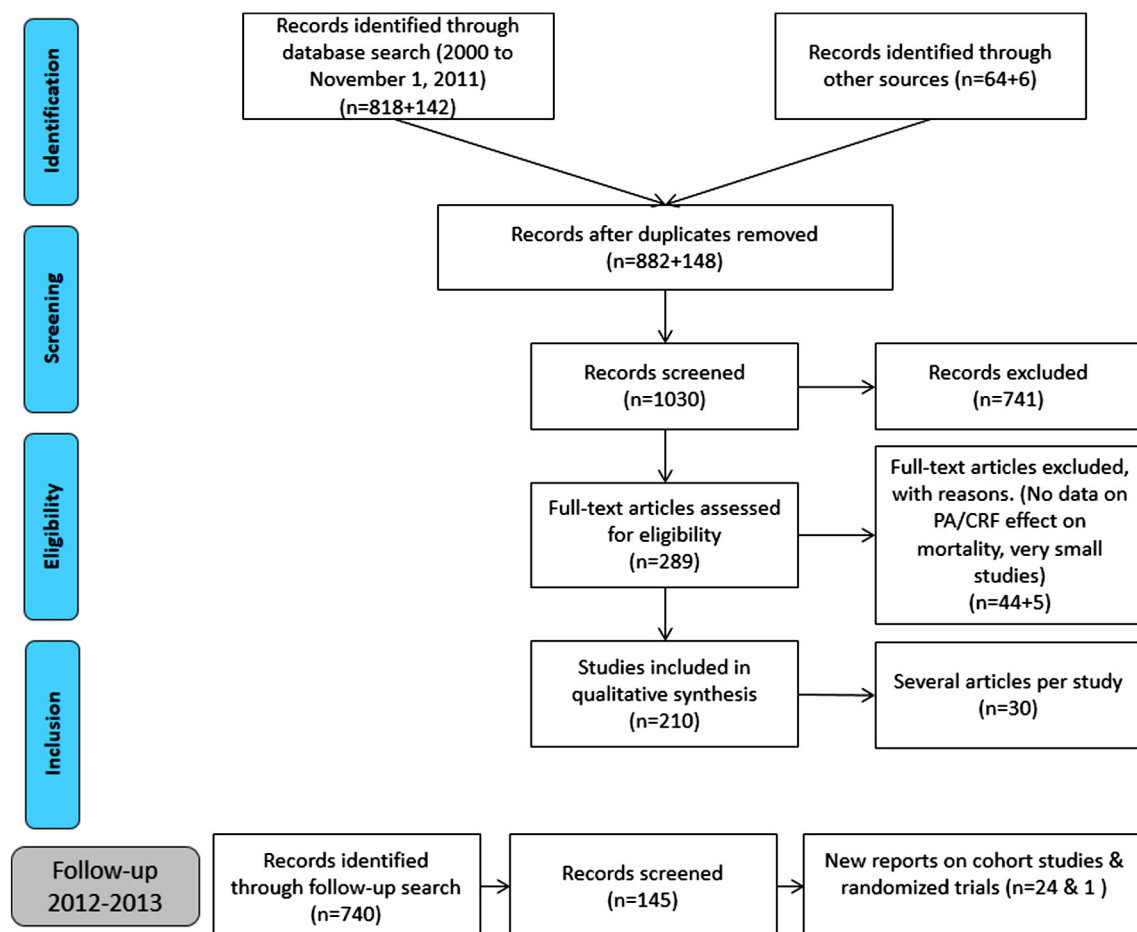 Identification
Records identified through
database search (2000 to
November 1, 2011)
(n=818+142)
Records identified through
other sources (n=64+6)
Screening
Records after duplicates removed
(n=882+148)
Records screened
(n=1030)
Records excluded
(n=741)
Eligibility
Full-text articles assessed
for eligibility
(n=289)
Full-text articles excluded,
with reasons. (No data on
PA/CRF effect on
mortality, very small
studies)
(n=44+5)
Inclusion
Studies included in
qualitative synthesis
(n=210)
Several articles per study
(n=30)
Follow-up
2012-2013
Records identified
through follow-up search
(n=740)
Records screened
(n=145)
New reports on cohort studies &
randomized trials (n=24 & 1 )